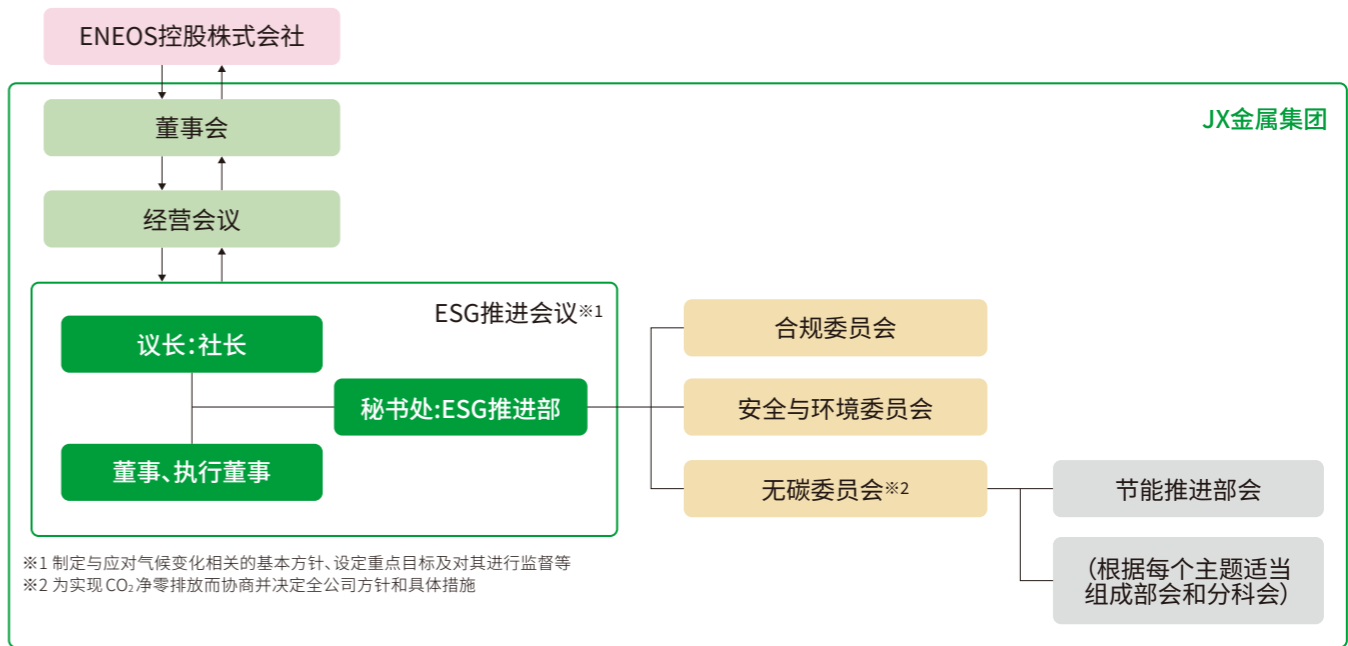 ENEOS控股株式会社
JX金属集团
董事会
经营会议
ESG推进会议※1
议长:社长
秘书处:ESG推进部
董事、执行董事
合规委员会
安全与环境委员会
无碳委员会※2
节能推进部会
（根据每个主题适当
组成部会和分科会）
※1 制定与应对气候变化相关的基本方针、设定重点目标及对其进行监督等
※2 为实现CO₂净零排放而协商并决定全公司方针和具体措施